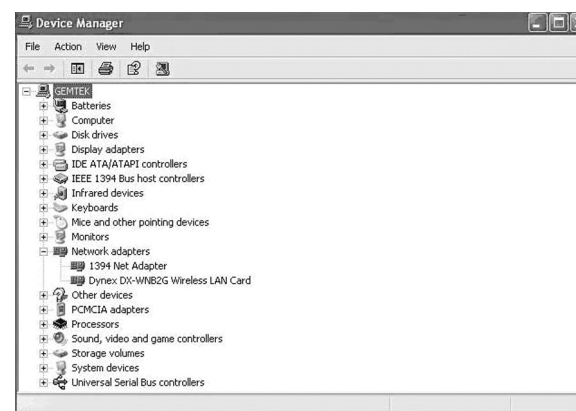 Device Manager
File Action View Help
GEMTEK
Batteries
Computer
Disk drives
Display adapters
IDE ATA/ATAPI controllers
IEEE 1394 Bus host controllers
Infrared devices
Keyboards
Mice and other pointing devices
Monitors
Network adapters
1394 Net Adapter
Dynex DX-WNB2G Wireless LAN Card
Other devices
PCMCIA adapters
Processors
Sound, video and game controllers
Storage volumes
System devices
Universal Serial Bus controllers